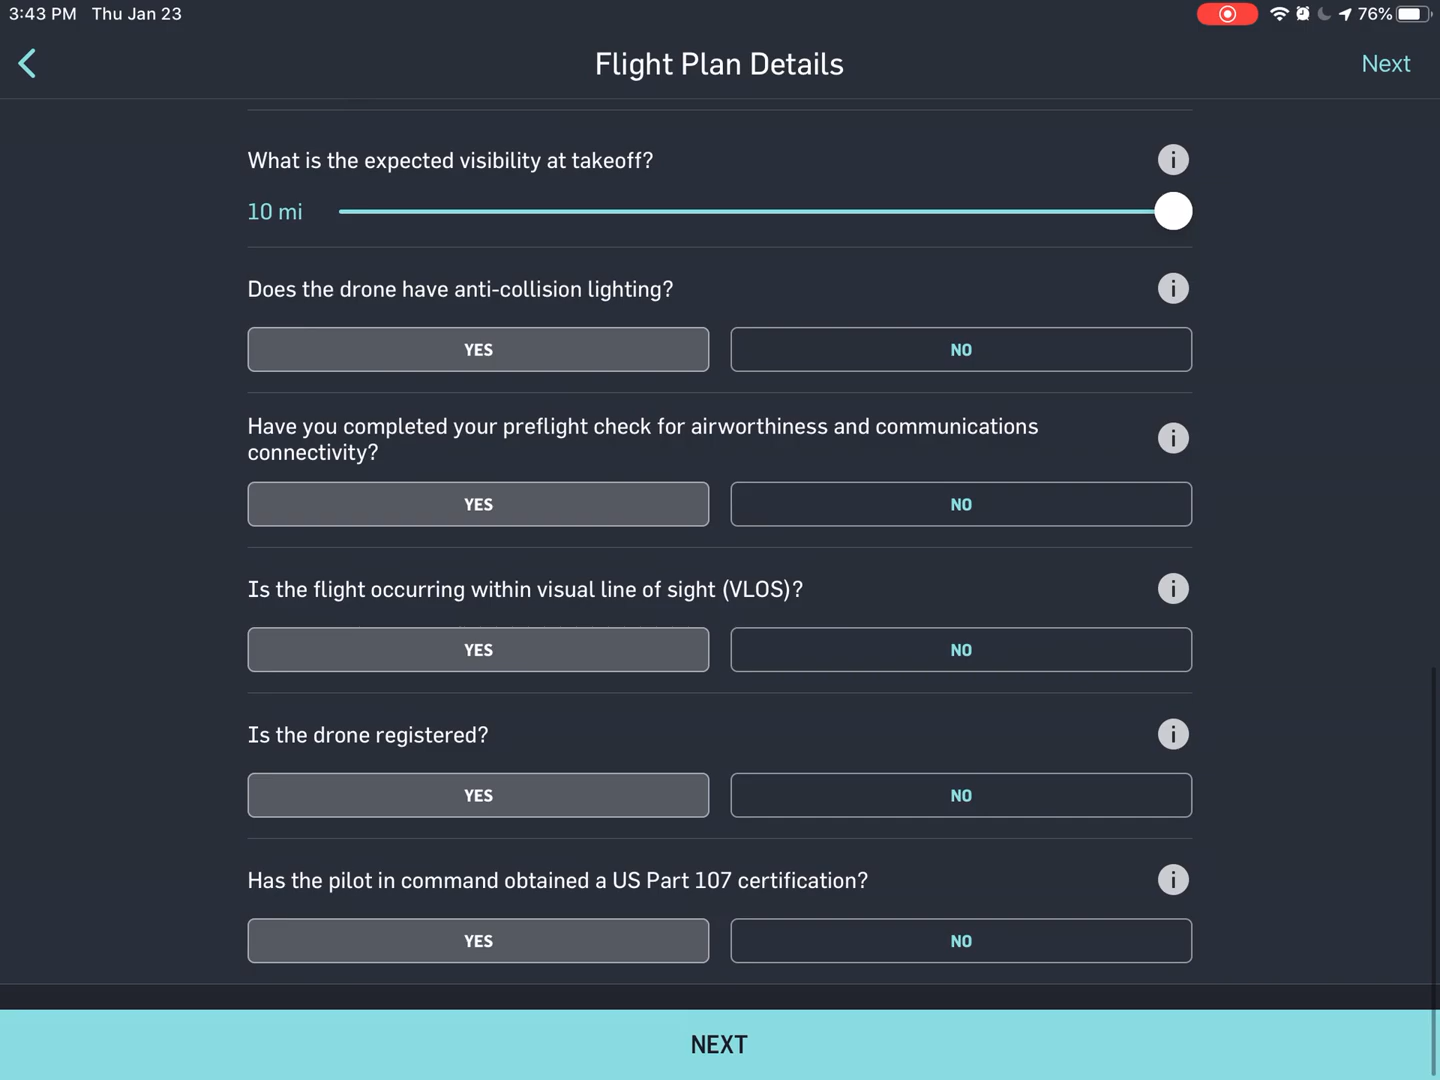 3:43 PM Thu Jan 23
76%
Flight Plan Details
Next
What is the expected visibility at takeoff?
i
10 mi
Does the drone have anti-collision lighting?
i
YES
NO
Have you completed your preflight check for airworthiness and communications
connectivity?
i
YES
NO
Is the flight occurring within visual line of sight (VLOS)?
i
YES
NO
Is the drone registered?
i
YES
NO
Has the pilot in command obtained a US Part 107 certification?
i
YES
NO
NEXT